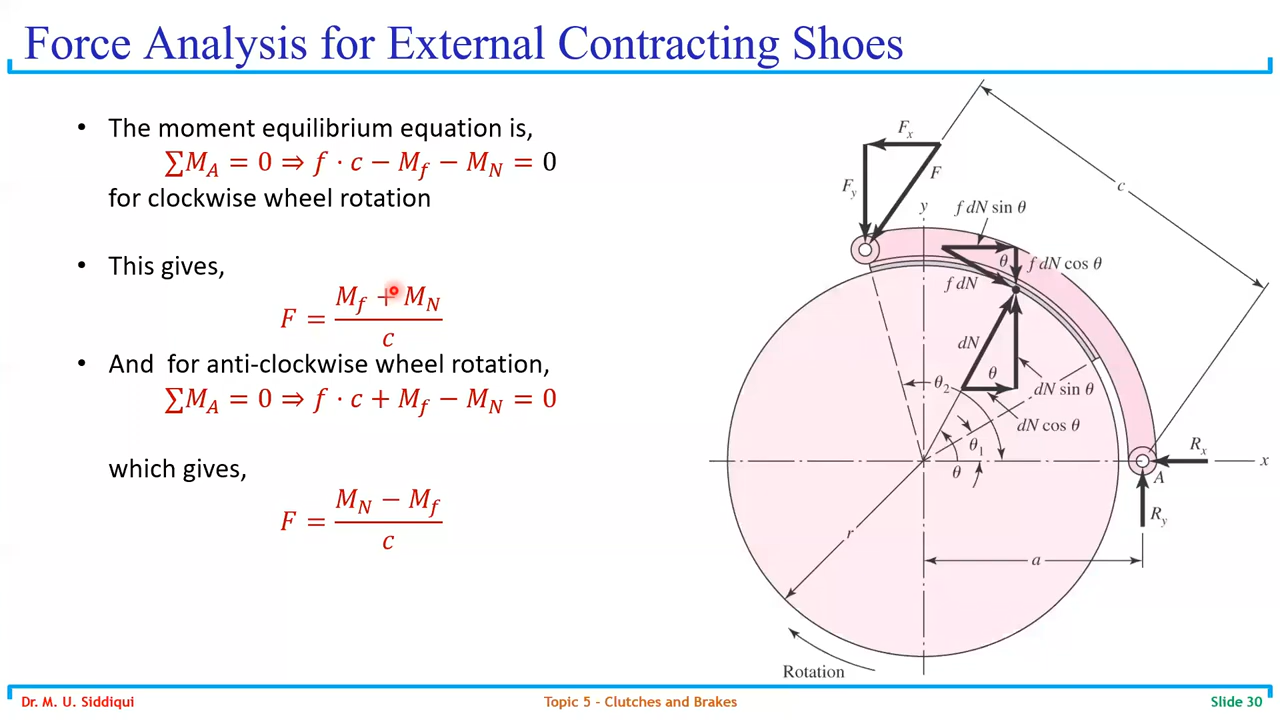 Force Analysis for External Contracting Shoes
• The moment equilibrium equation is,
∑M_A = 0 ⇒ f · c − M_f − M_N = 0
for clockwise wheel rotation
• This gives,
F = (M_f + M_N) / c
• And for anti-clockwise wheel rotation,
∑M_A = 0 ⇒ f · c + M_f − M_N = 0
which gives,
F = (M_N − M_f) / c
F_x
F_y
F
c
y
f dN sin θ
θ
f dN cos θ
f dN
dN
θ
θ_2
dN sin θ
dN cos θ
θ_1
θ
R_x
x
A
R_y
r
a
Rotation
Dr. M. U. Siddiqui
Topic 5 - Clutches and Brakes
Slide 30